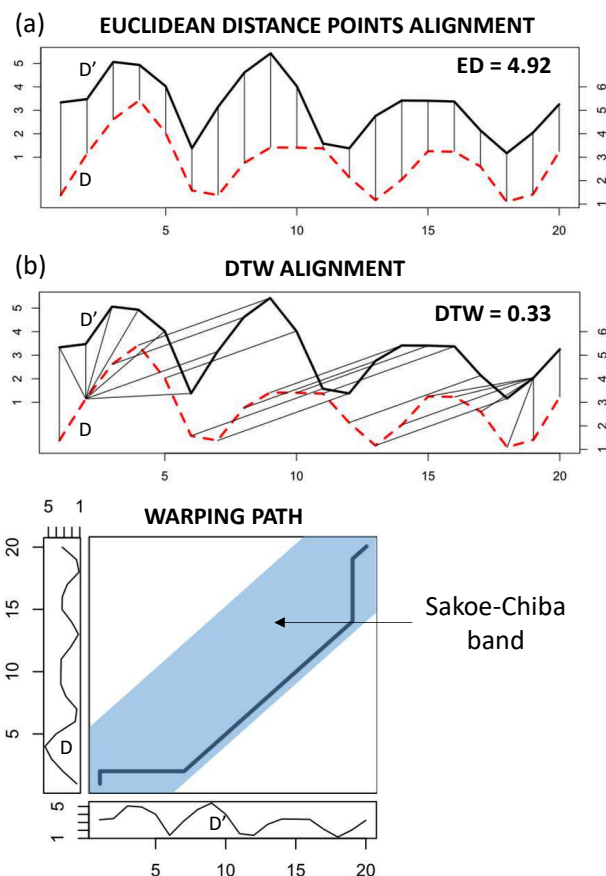 (a) EUCLIDEAN DISTANCE POINTS ALIGNMENT
D' ED = 4.92
5
4
3
2
1
D
6
5
4
3
2
1
5 10 15 20
(b) DTW ALIGNMENT
D' DTW = 0.33
5
4
3
2
1
D
6
5
4
3
2
1
5 10 15 20
5 1
WARPING PATH
20
15
10
5
D
Sakoe-Chiba
band
5
1
D'
5 10 15 20